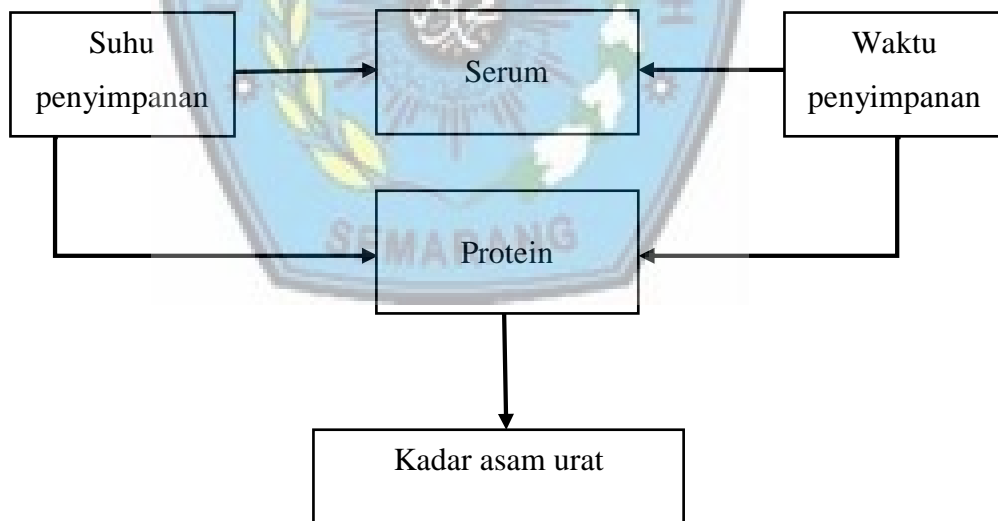 Suhu
penyimpanan
Serum
Waktu
penyimpanan
SEMARANG
Protein
Kadar asam urat